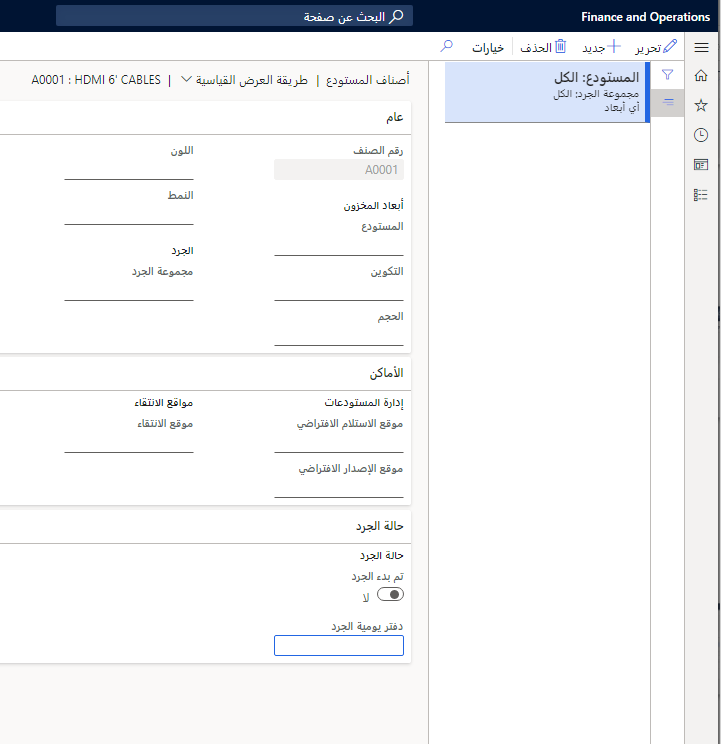 Finance and Operations
البحث عن صفحة
تحرير
جديد
الحذف
خيارات
المستودع: الكل
مجموعة الجرد: الكل
أي أبعاد
أصناف المستودع | طريقة العرض القياسية | A0001 : HDMI 6' CABLES
عام
رقم الصنف
A0001
أبعاد المخزون
المستودع
التكوين
الحجم
اللون
النمط
الجرد
مجموعة الجرد
الأماكن
إدارة المستودعات
موقع الاستلام الافتراضي
موقع الإصدار الافتراضي
مواقع الانتقاء
موقع الانتقاء
حالة الجرد
حالة الجرد
تم بدء الجرد
لا
دفتر يومية الجرد